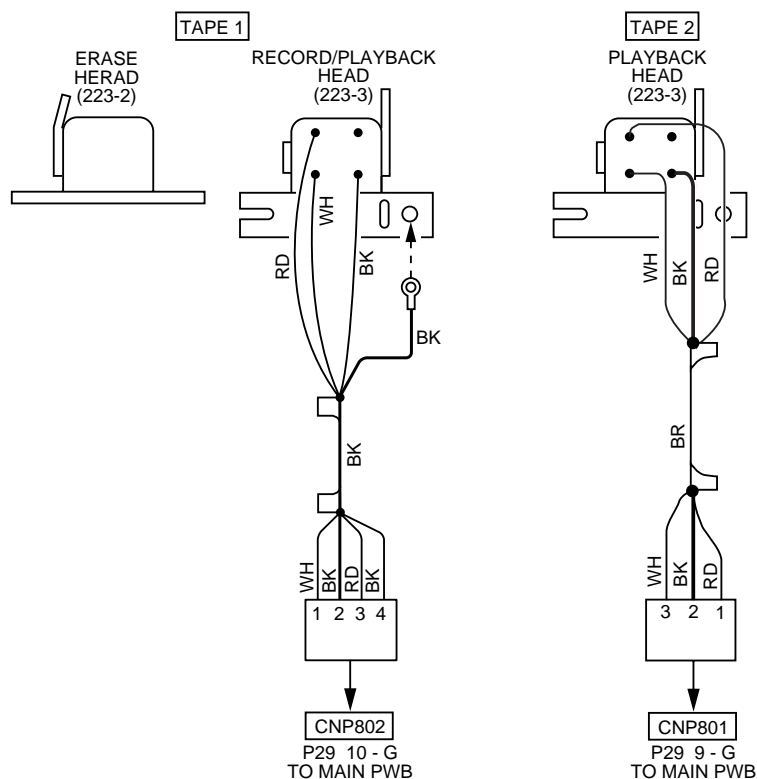 TAPE 1
ERASE
HERAD
(223-2)
RECORD/PLAYBACK
HEAD
(223-3)
WH
RD
BK
BK
BK
WH
BK
RD
BK
1 2 3 4
CNP802
P29 10 - G
TO MAIN PWB
TAPE 2
PLAYBACK
HEAD
(223-3)
WH
BK
RD
BR
WH
BK
RD
3 2 1
CNP801
P29 9 - G
TO MAIN PWB